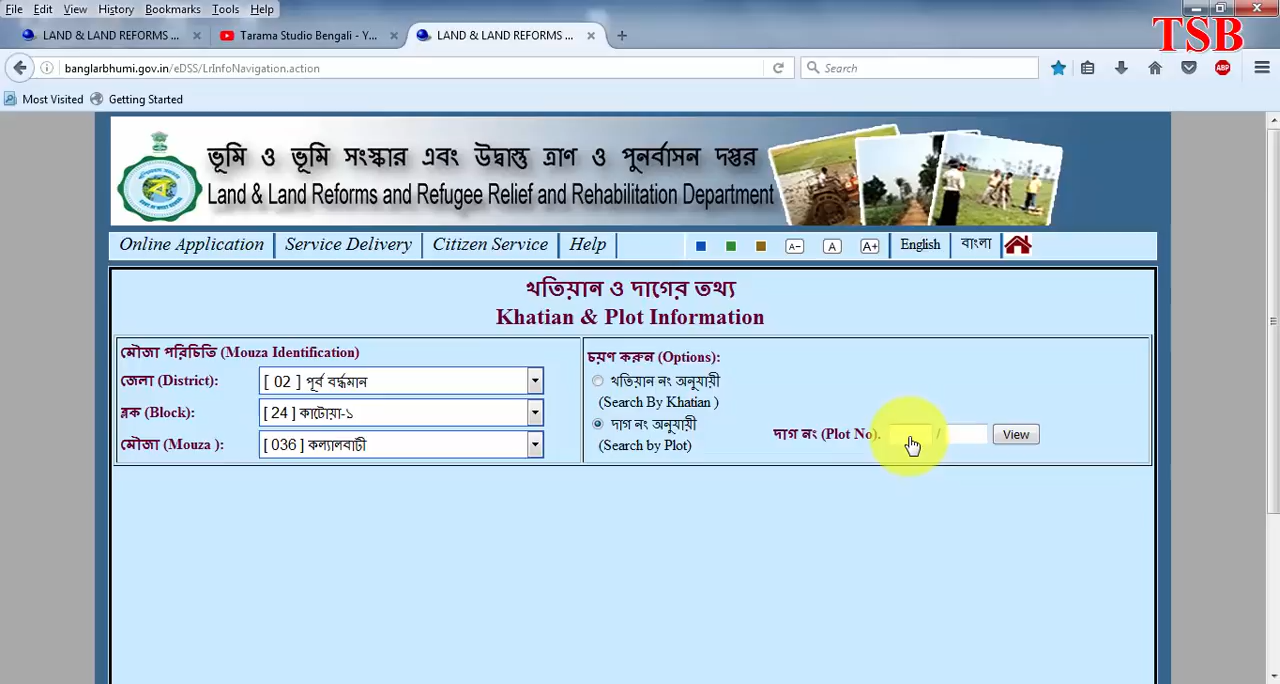 File Edit View History Bookmarks Tools Help
LAND & LAND REFORMS ... × Tarama Studio Bengali - Y... × LAND & LAND REFORMS ... × +
TSB
banglarbhumi.gov.in/eDSS/LrInfoNavigation.action Search ABP
Most Visited Getting Started
ভূমি ও ভূমি সংস্কার এবং উদ্বাস্তু ত্রাণ ও পুনর্বাসন দপ্তর
Land & Land Reforms and Refugee Relief and Rehabilitation Department
Online Application Service Delivery Citizen Service Help A- A A+ English বাংলা
খতিয়ান ও দাগের তথ্য
Khatian & Plot Information
মৌজা পরিচিতি (Mouza Identification)
জেলা (District): [ 02 ] পূর্ব বর্দ্ধমান
ব্লক (Block): [ 24 ] কাটোয়া-১
মৌজা (Mouza ): [ 036 ] কল্যালবাটী
চয়ণ করুন (Options):
খতিয়ান নং অনুযায়ী
(Search By Khatian )
দাগ নং অনুযায়ী
(Search by Plot)
দাগ নং (Plot No). / View